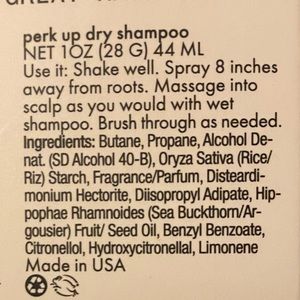 perk up dry shampoo
NET 1OZ (28 G) 44 ML
Use it: Shake well. Spray 8 inches
away from roots. Massage into
scalp as you would with wet
shampoo. Brush through as needed.
Ingredients: Butane, Propane, Alcohol De-
nat. (SD Alcohol 40-B), Oryza Sativa (Rice/
Riz) Starch, Fragrance/Parfum, Disteardi-
monium Hectorite, Diisopropyl Adipate, Hip-
pophae Rhamnoides (Sea Buckthorn/Ar-
gousier) Fruit/ Seed Oil, Benzyl Benzoate,
Citronellol, Hydroxycitronellal, Limonene
Made in USA